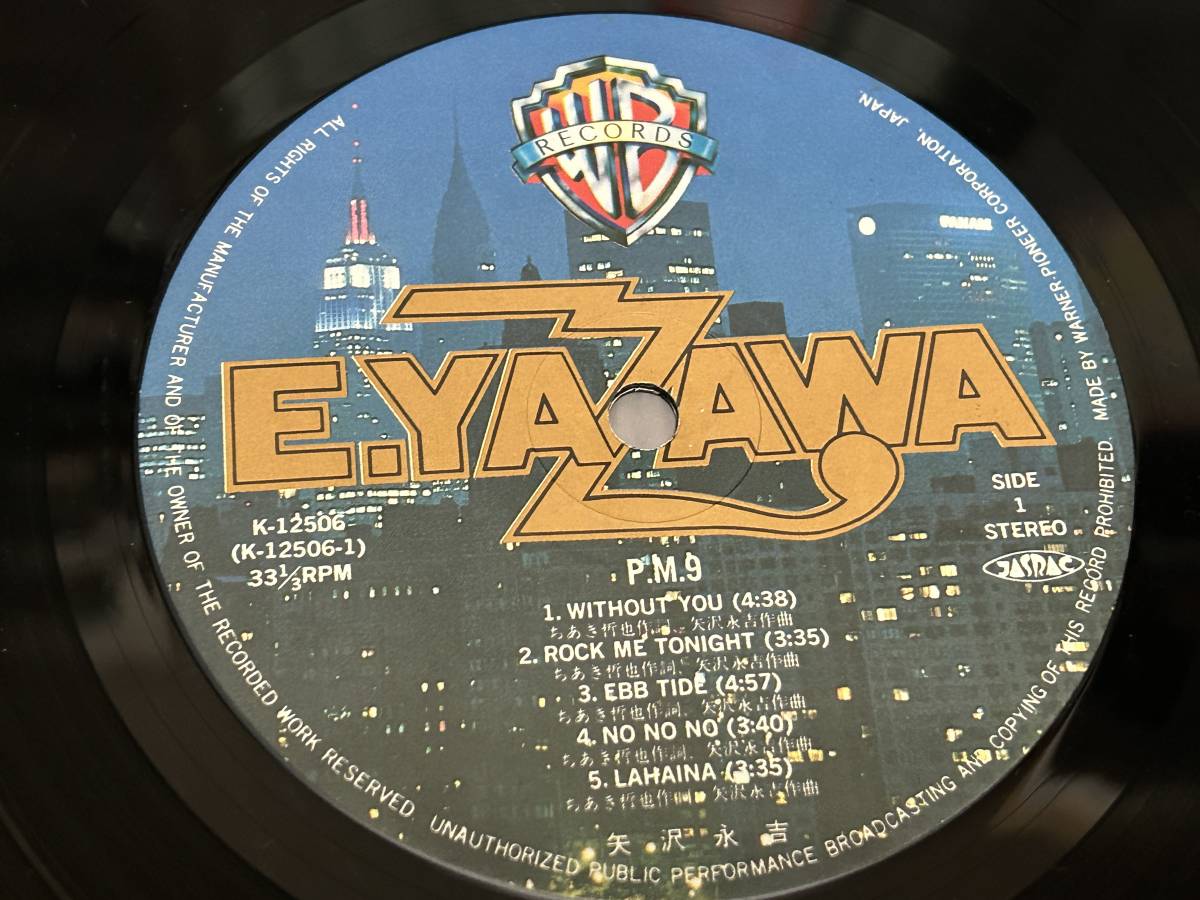 WB
RECORDS
E.YAZAWA
K-12506
(K-12506-1)
33⅓RPM
SIDE
1
STEREO
JASRAC
P.M.9
1. WITHOUT YOU (4:38)
ちあき哲也作詞、矢沢永吉作曲
2. ROCK ME TONIGHT (3:35)
ちあき哲也作詞、矢沢永吉作曲
3. EBB TIDE (4:57)
ちあき哲也作詞、矢沢永吉作曲
4. NO NO NO (3:40)
ちあき哲也作詞、矢沢永吉作曲
5. LAHAINA (3:35)
ちあき哲也作詞、矢沢永吉作曲
矢沢永吉
ALL RIGHTS OF THE MANUFACTURER AND OF THE OWNER OF THE RECORDED WORK RESERVED. UNAUTHORIZED PUBLIC PERFORMANCE BROADCASTING AND COPYING OF THIS RECORD PROHIBITED. MADE BY WARNER-PIONEER CORPORATION, JAPAN.